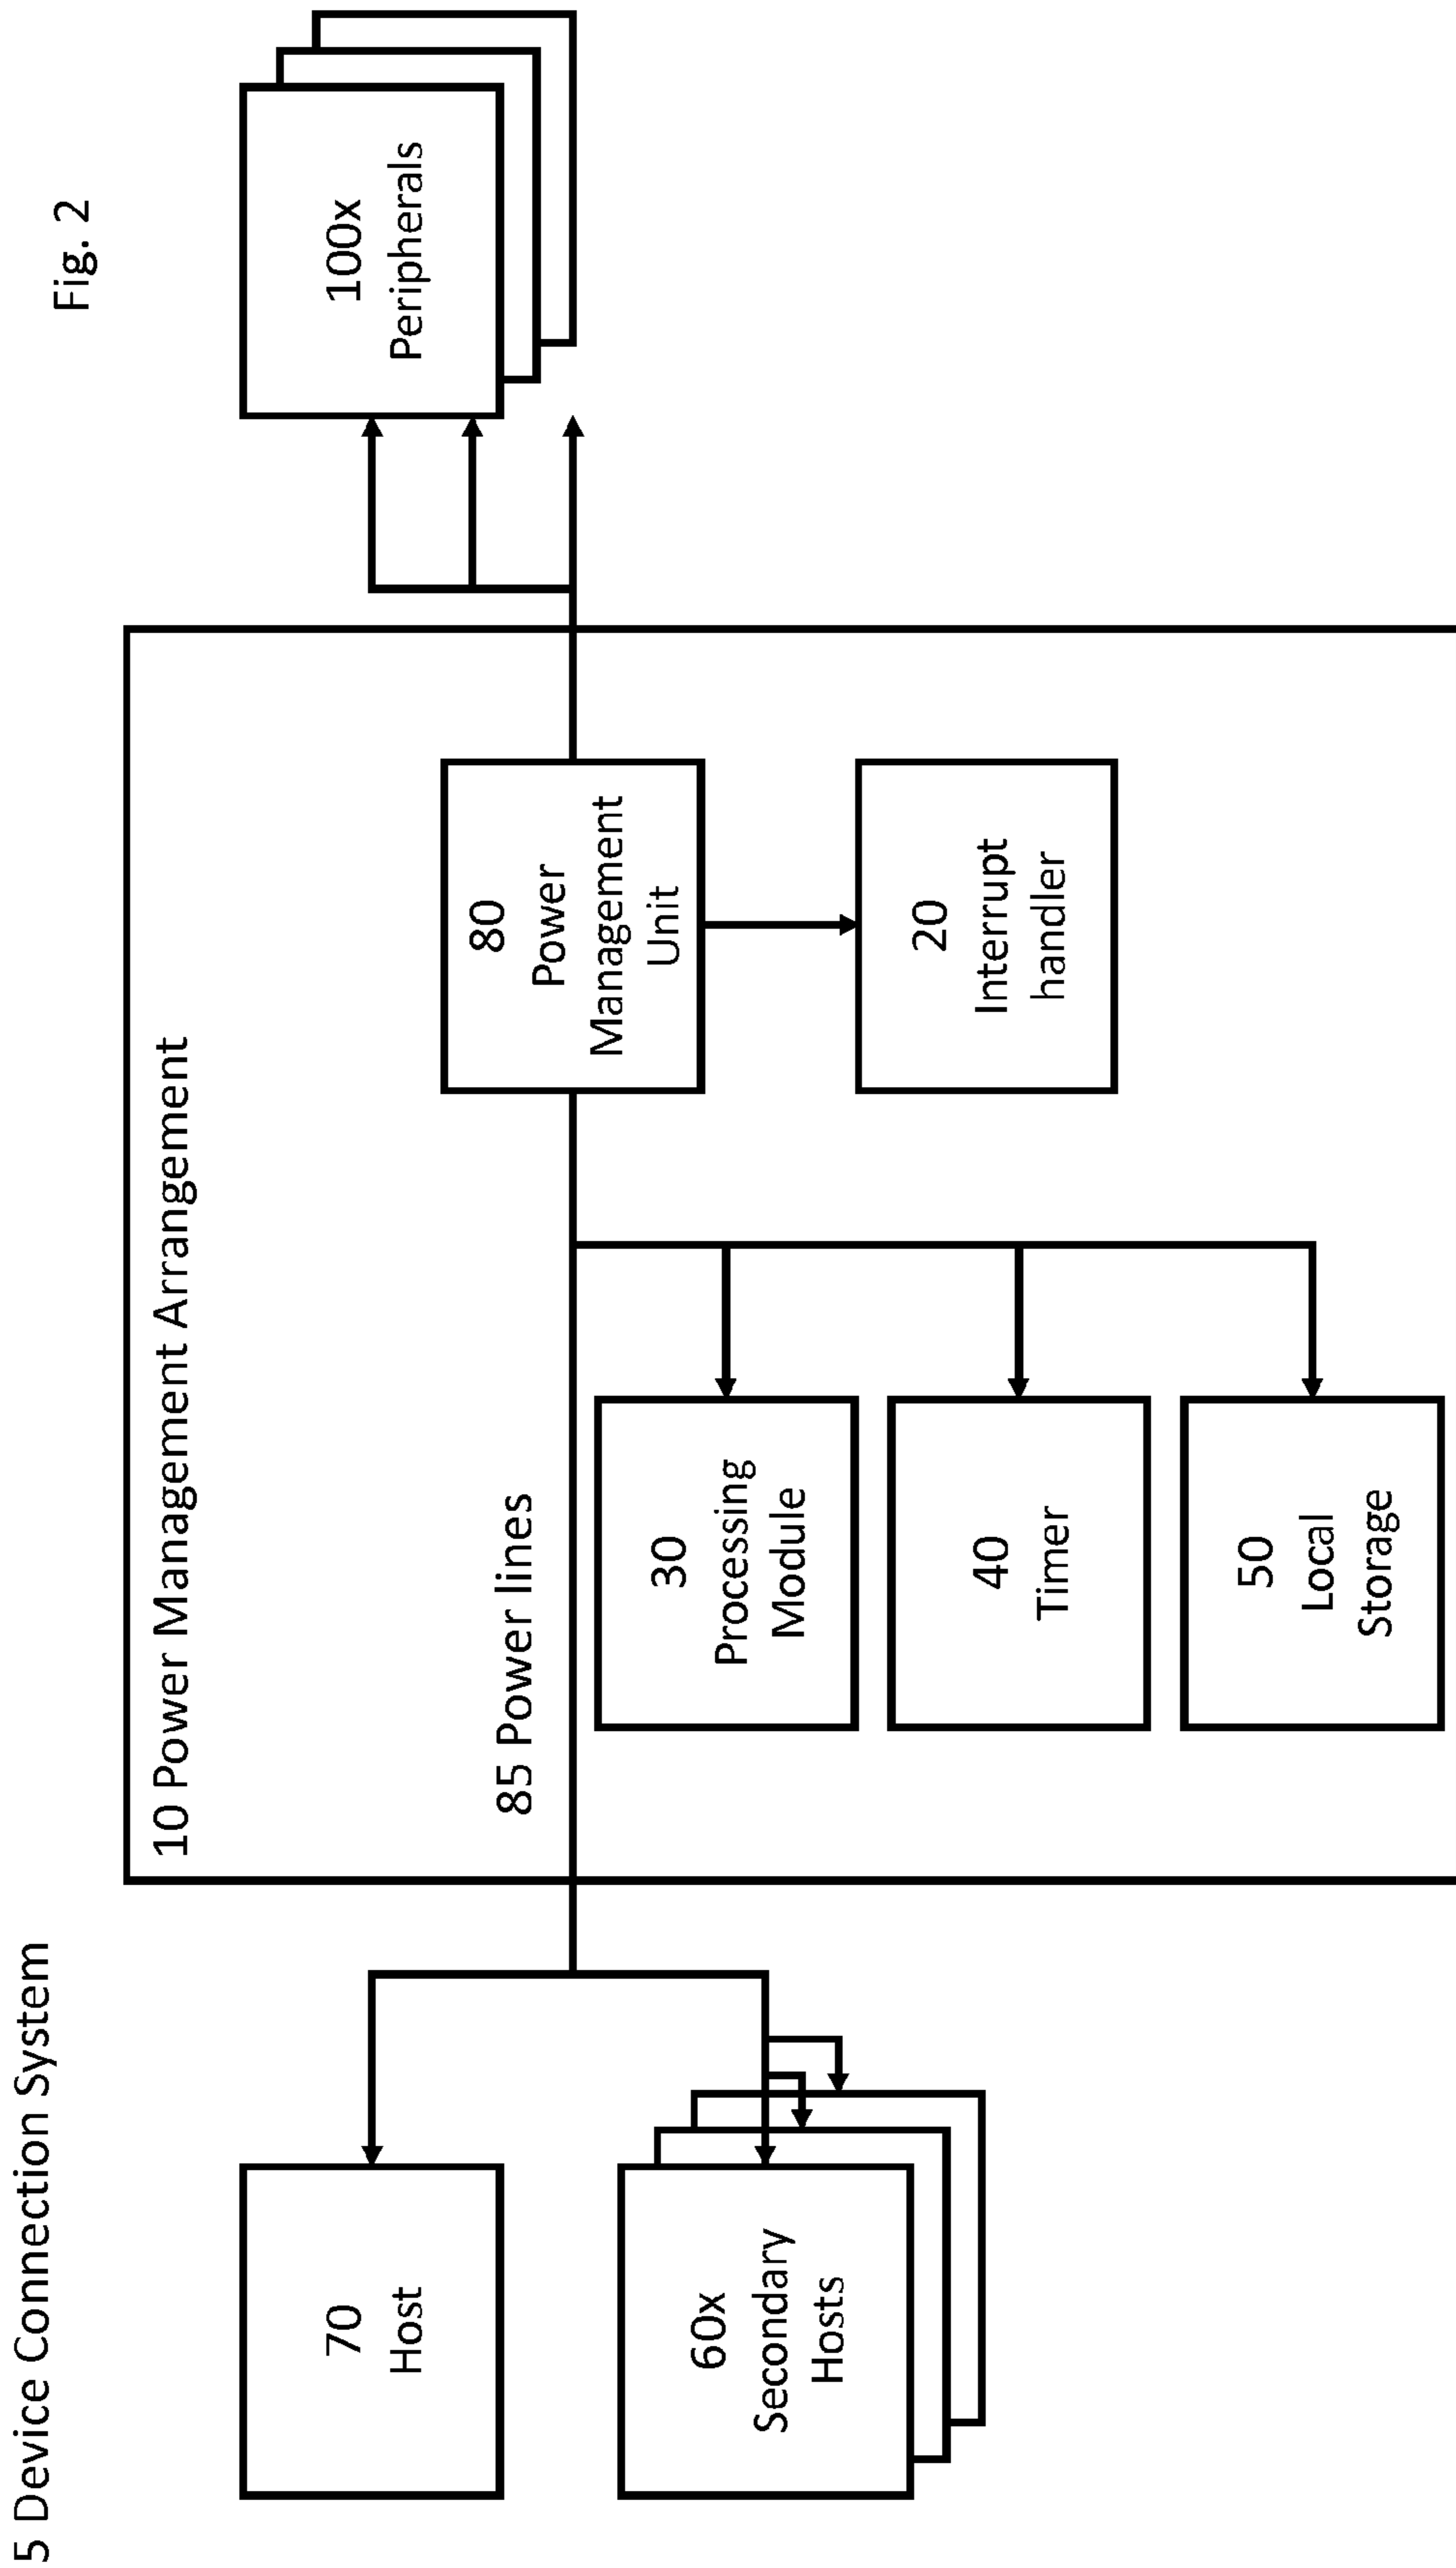 5 Device Connection System
Fig. 2
10 Power Management Arrangement
70
Host
60x
Secondary
Hosts
85 Power lines
30
Processing
Module
40
Timer
50
Local
Storage
80
Power
Management
Unit
20
Interrupt
handler
100x
Peripherals